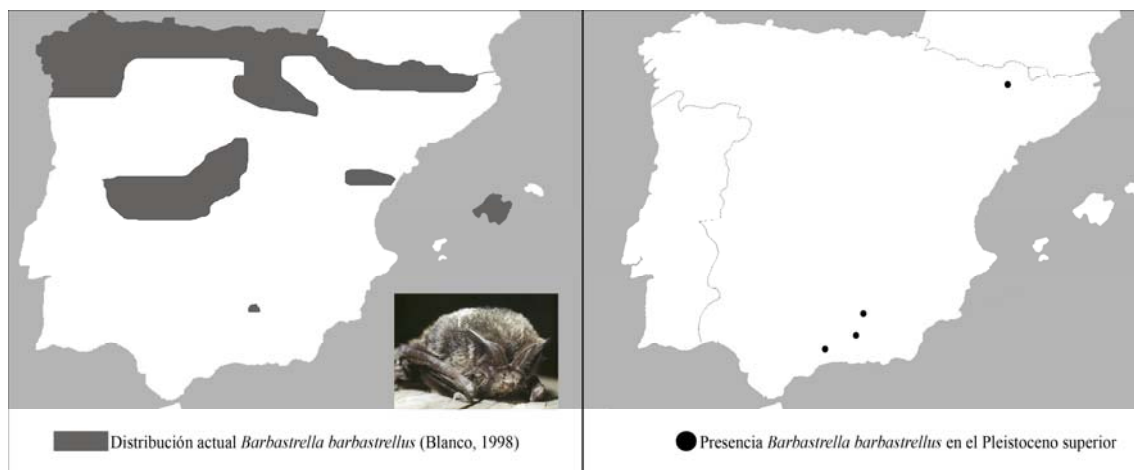 Distribución actual Barbastrella barbastrellus (Blanco, 1998)
Presencia Barbastrella barbastrellus en el Pleistoceno superior